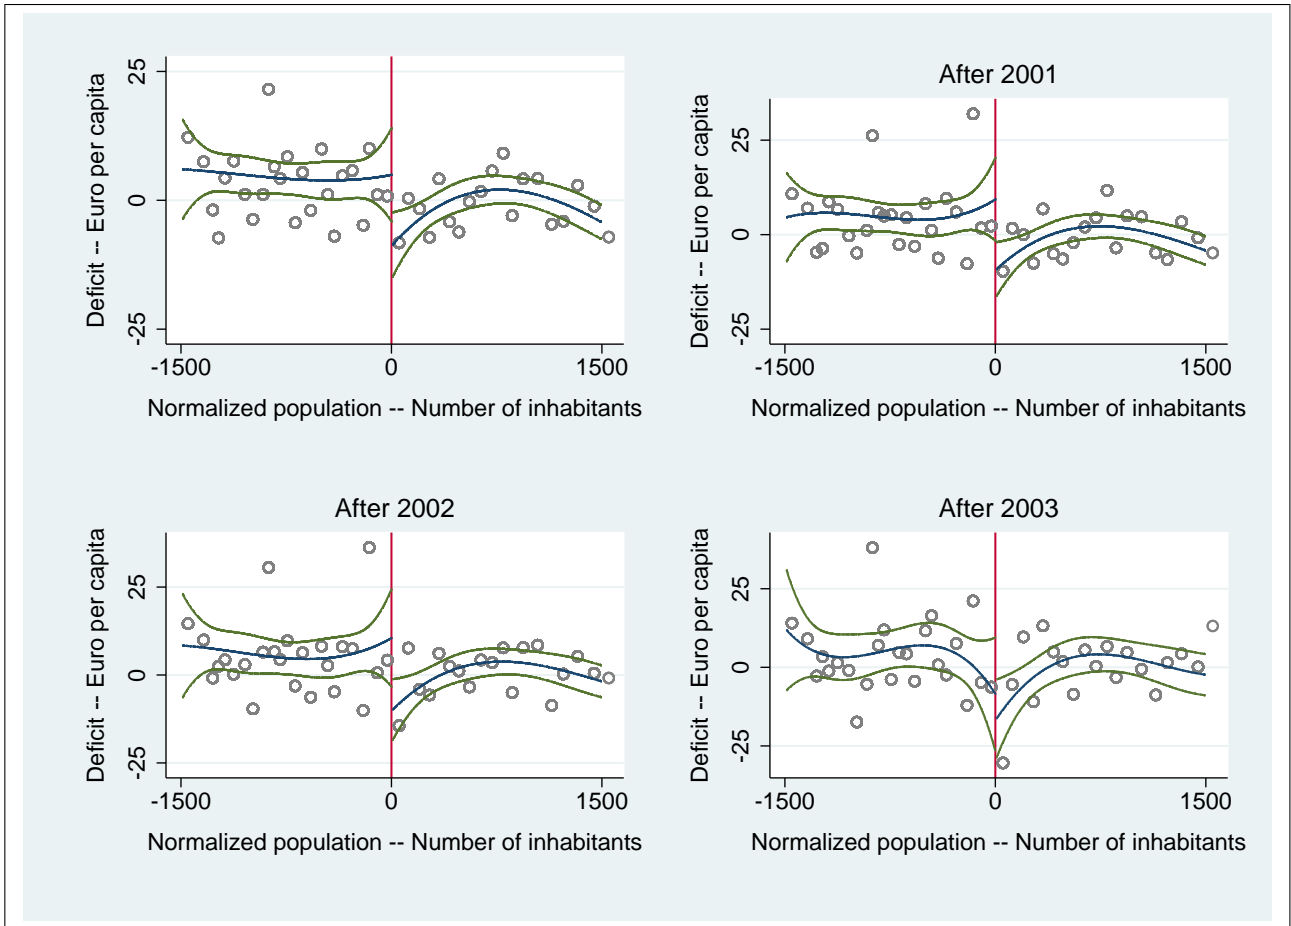 Deficit -- Euro per capita
25
0
-25
-1500 0 1500
Normalized population -- Number of inhabitants
After 2001
Deficit -- Euro per capita
25
0
-25
-1500 0 1500
Normalized population -- Number of inhabitants
After 2002
Deficit -- Euro per capita
25
0
-25
-1500 0 1500
Normalized population -- Number of inhabitants
After 2003
Deficit -- Euro per capita
25
0
-25
-1500 0 1500
Normalized population -- Number of inhabitants